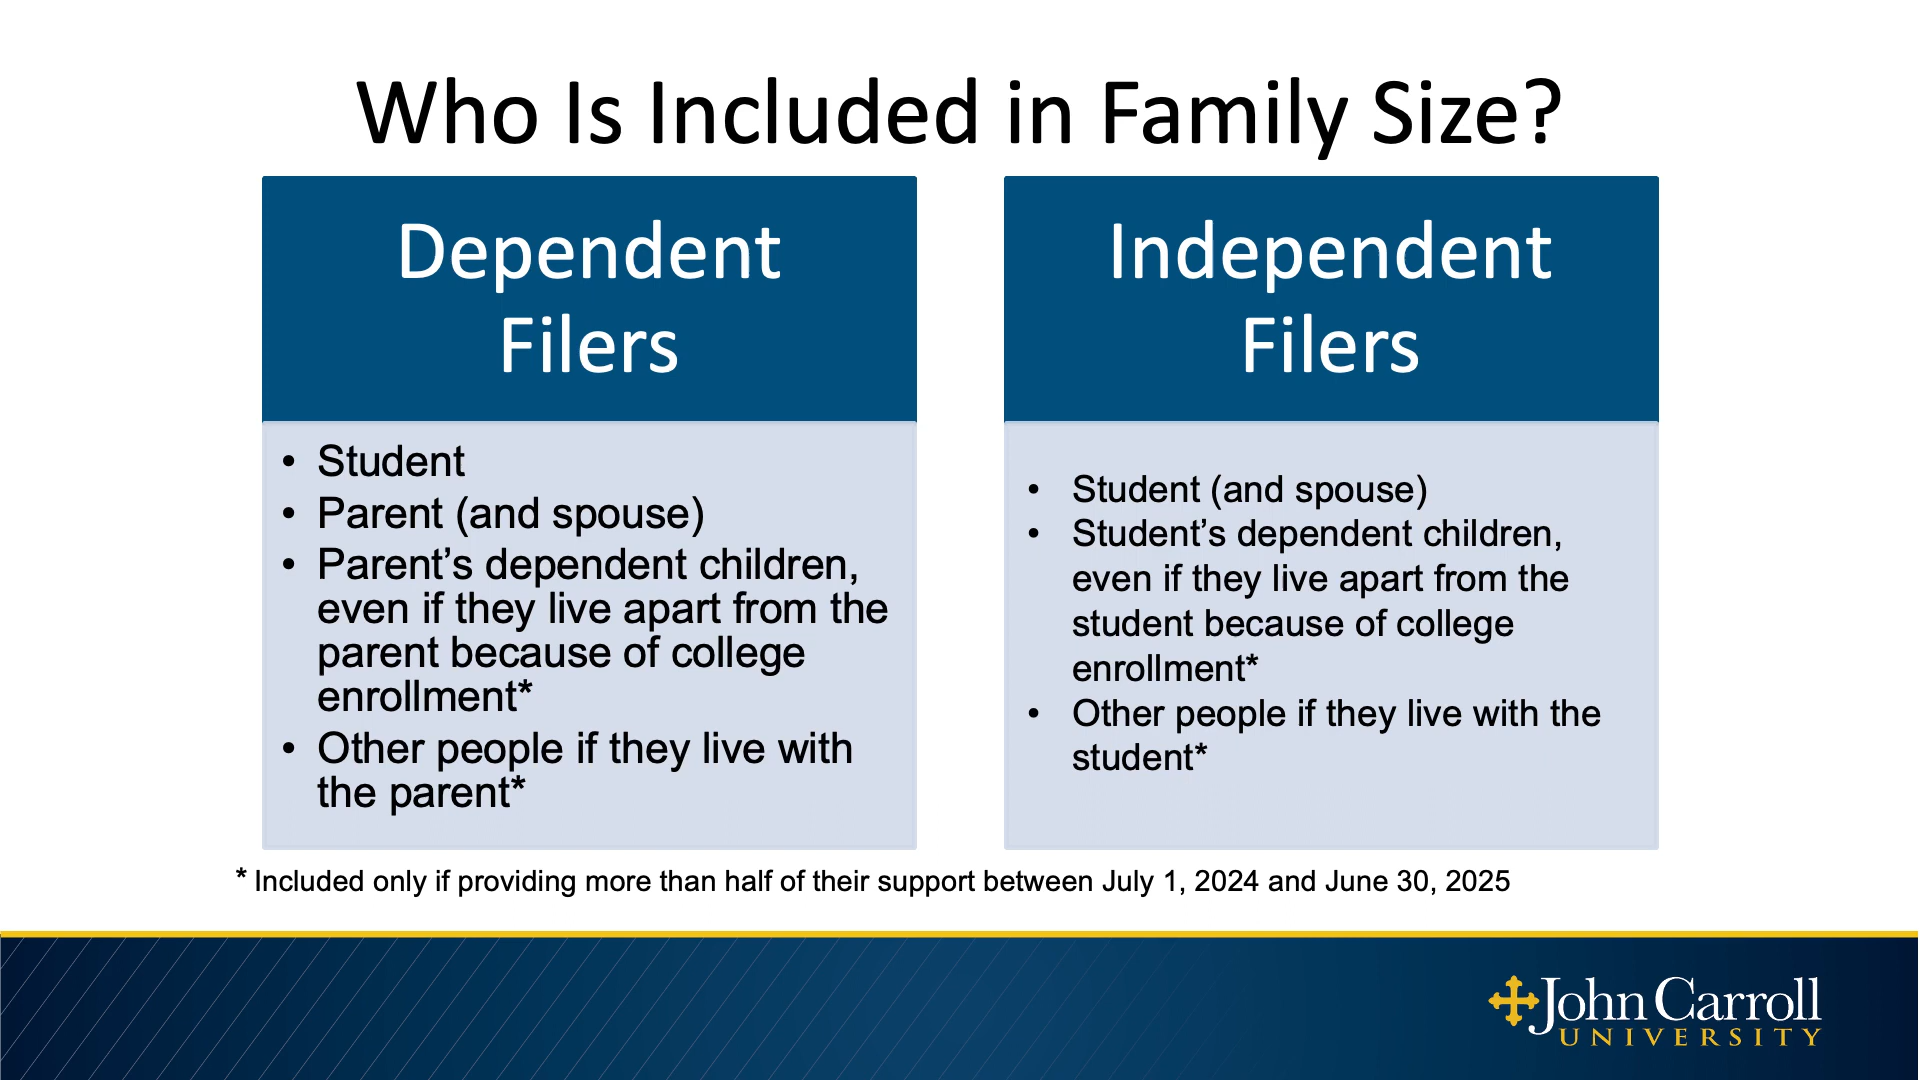 Who Is Included in Family Size?
Dependent
Filers
• Student
• Parent (and spouse)
• Parent’s dependent children,
even if they live apart from the
parent because of college
enrollment*
• Other people if they live with
the parent*
Independent
Filers
• Student (and spouse)
• Student’s dependent children,
even if they live apart from the
student because of college
enrollment*
• Other people if they live with the
student*
* Included only if providing more than half of their support between July 1, 2024 and June 30, 2025
John Carroll
UNIVERSITY